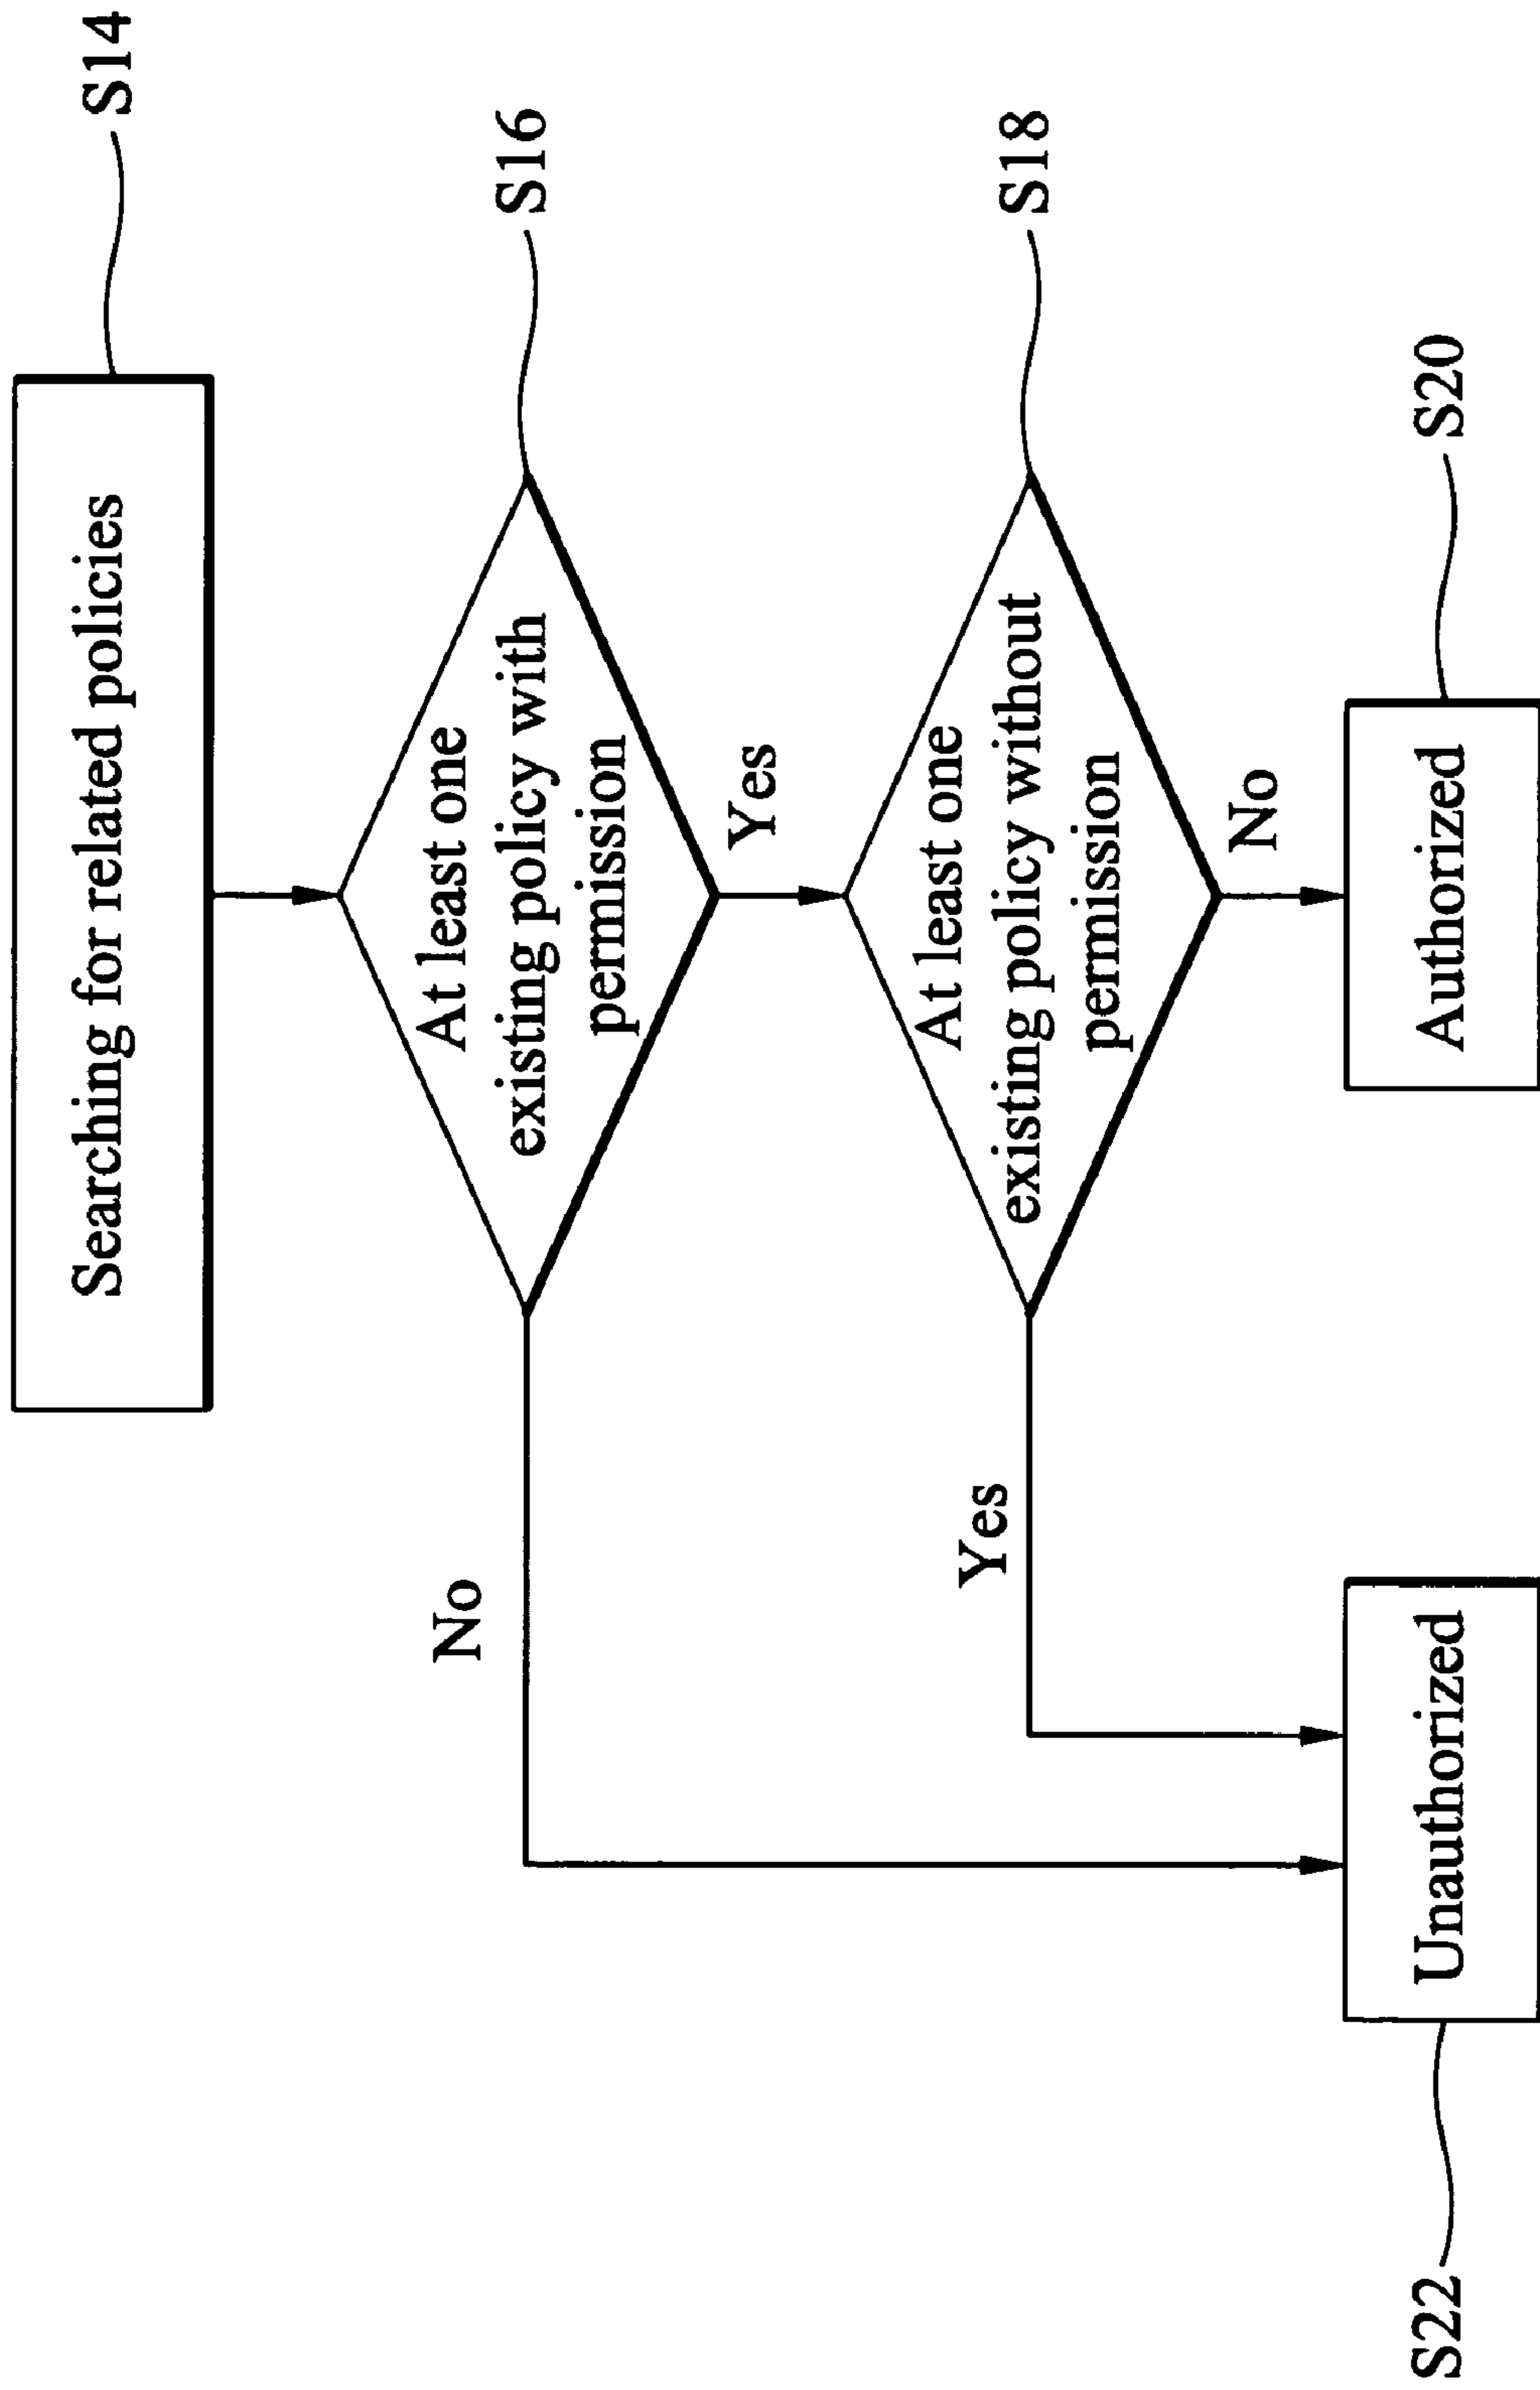 Searching for related policies
S14
At least one
existing policy with
permission
S16
No
Yes
At least one
existing policy without
permission
S18
Yes
No
Unauthorized
S22
Authorized
S20